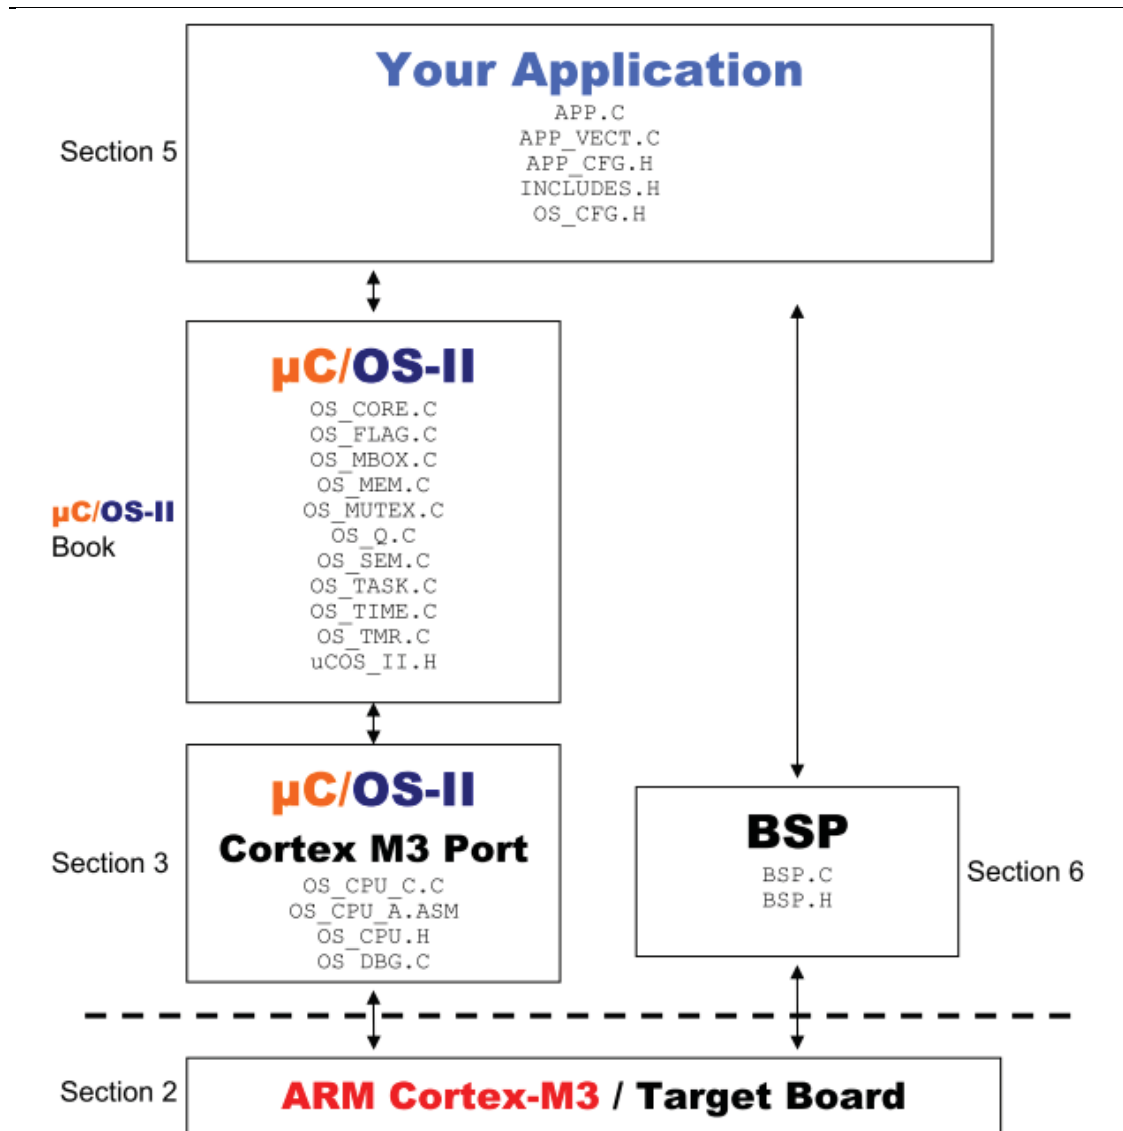 Your Application
APP.C
APP_VECT.C
APP_CFG.H
INCLUDES.H
OS_CFG.H
Section 5
µC/OS-II
OS_CORE.C
OS_FLAG.C
OS_MBOX.C
OS_MEM.C
OS_MUTEX.C
OS_Q.C
OS_SEM.C
OS_TASK.C
OS_TIME.C
OS_TMR.C
uCOS_II.H
µC/OS-II
Book
µC/OS-II
Cortex M3 Port
OS_CPU_C.C
OS_CPU_A.ASM
OS_CPU.H
OS_DBG.C
Section 3
BSP
BSP.C
BSP.H
Section 6
Section 2
ARM Cortex-M3 / Target Board